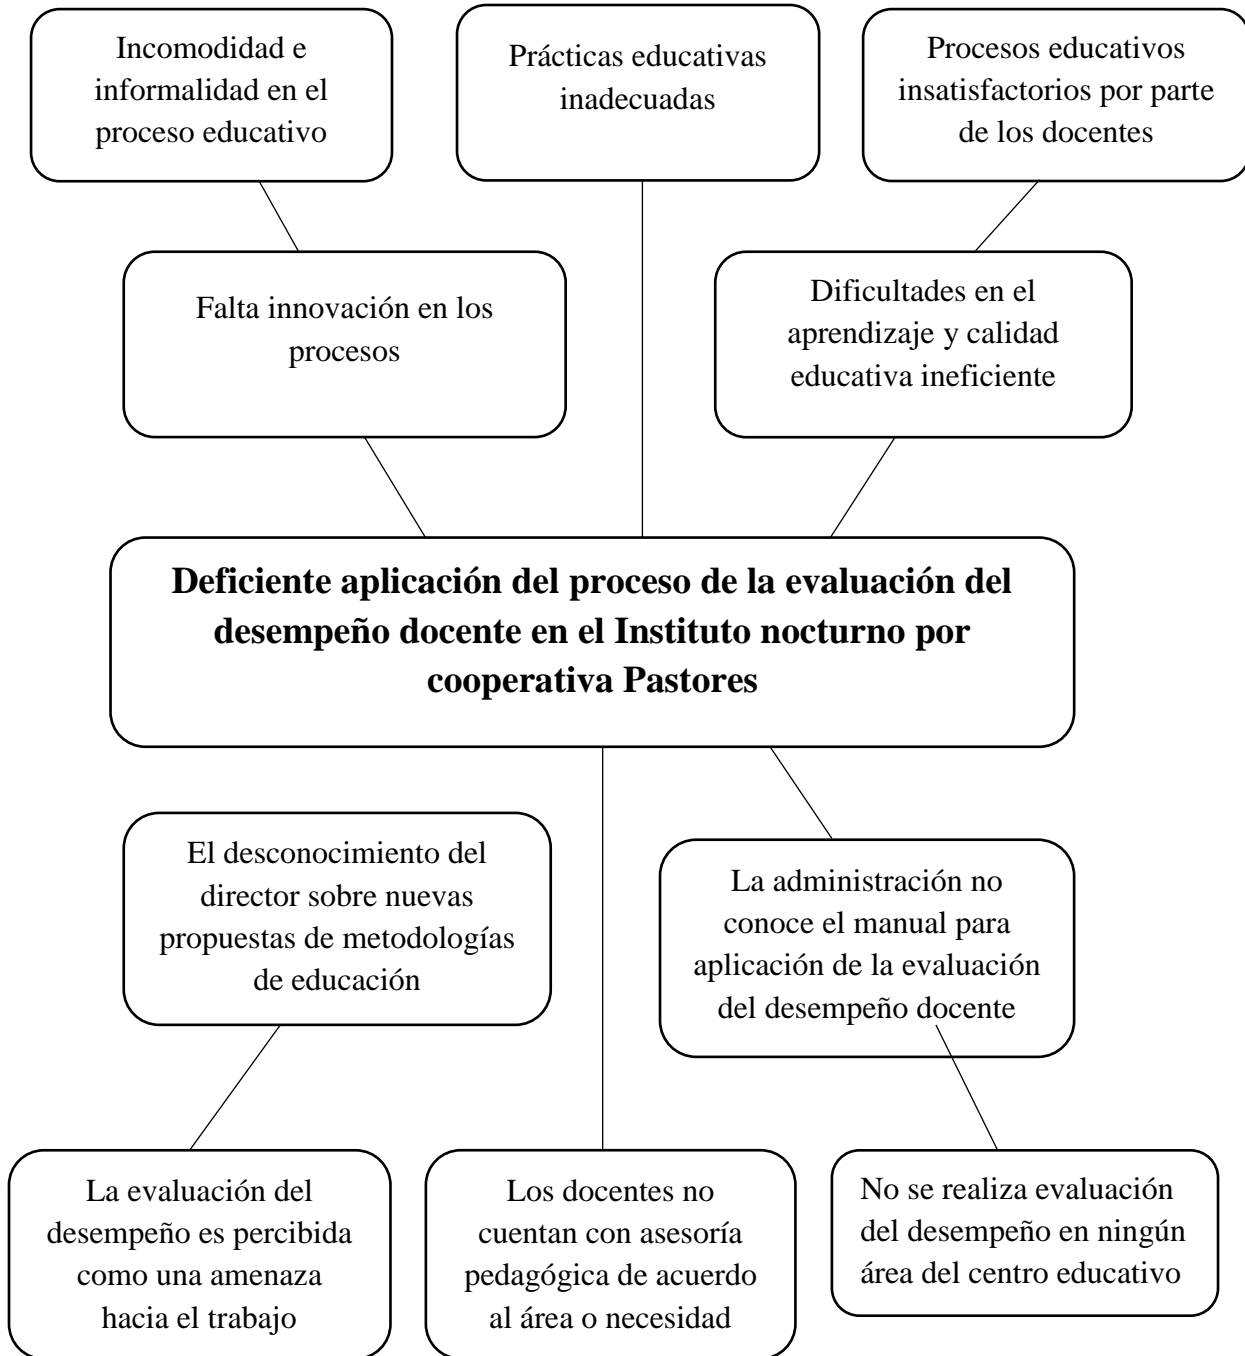 Incomodidad e
informalidad en el
proceso educativo
Prácticas educativas
inadecuadas
Procesos educativos
insatisfactorios por parte
de los docentes
Falta innovación en los
procesos
Dificultades en el
aprendizaje y calidad
educativa ineficiente
Deficiente aplicación del proceso de la evaluación del
desempeño docente en el Instituto nocturno por
cooperativa Pastores
El desconocimiento del
director sobre nuevas
propuestas de metodologías
de educación
La administración no
conoce el manual para
aplicación de la evaluación
del desempeño docente
La evaluación del
desempeño es percibida
como una amenaza
hacia el trabajo
Los docentes no
cuentan con asesoría
pedagógica de acuerdo
al área o necesidad
No se realiza evaluación
del desempeño en ningún
área del centro educativo